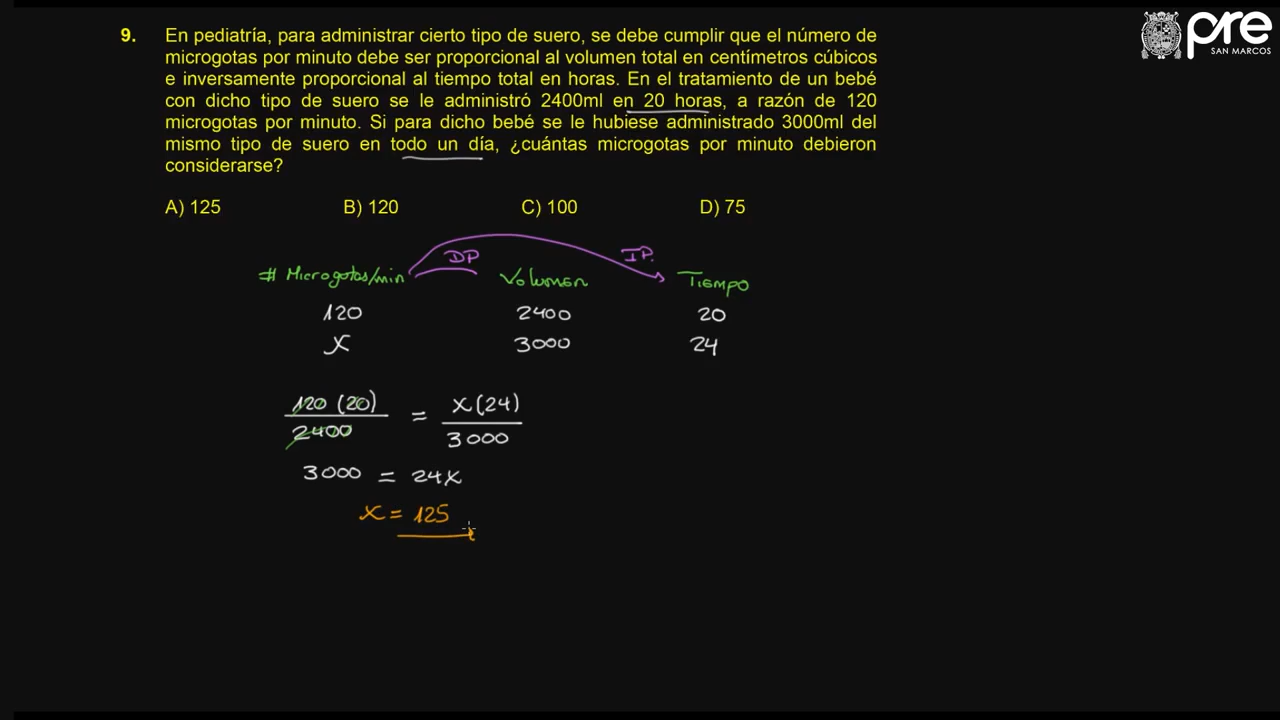 pre
SAN MARCOS
9. En pediatría, para administrar cierto tipo de suero, se debe cumplir que el número de
microgotas por minuto debe ser proporcional al volumen total en centímetros cúbicos
e inversamente proporcional al tiempo total en horas. En el tratamiento de un bebé
con dicho tipo de suero se le administró 2400ml en 20 horas, a razón de 120
microgotas por minuto. Si para dicho bebé se le hubiese administrado 3000ml del
mismo tipo de suero en todo un día, ¿cuántas microgotas por minuto debieron
considerarse?
A) 125 B) 120 C) 100 D) 75
DP IP.
# Microgotas/min Volumen Tiempo
120 2400 20
X 3000 24
120 (20) = x(24)
2400 3000
3000 = 24x
x = 125